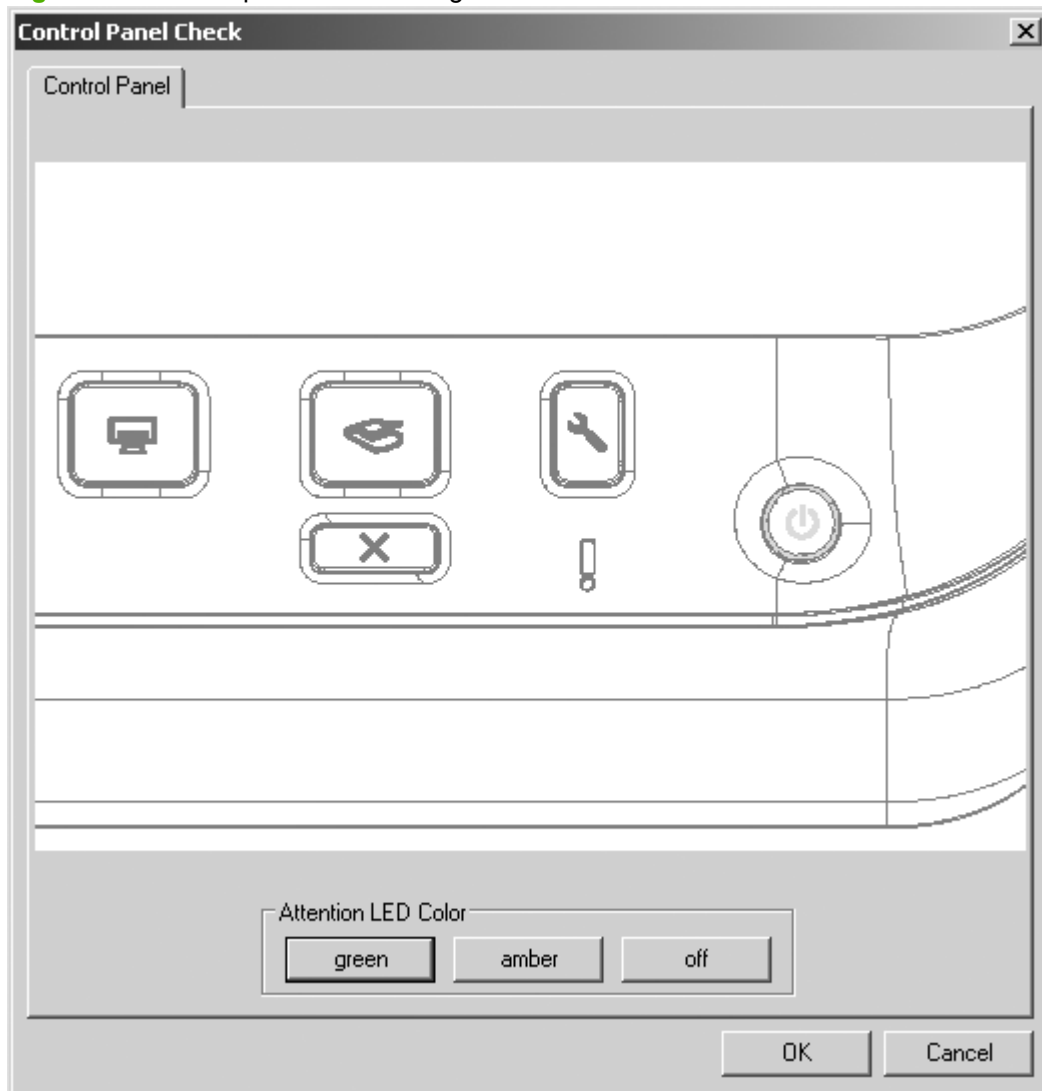 Control Panel Check
Control Panel
Attention LED Color
green
amber
off
OK
Cancel